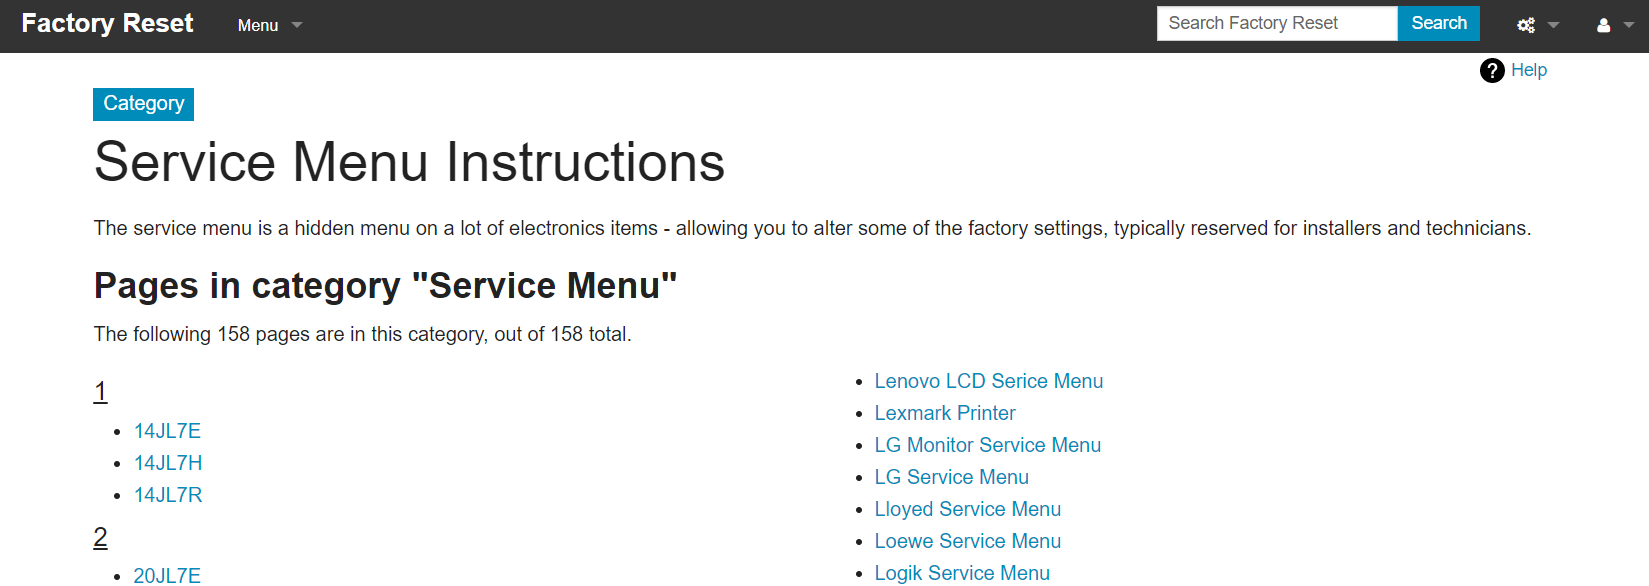 Factory Reset
Menu
Search Factory Reset
Search
Help
Category
Service Menu Instructions
The service menu is a hidden menu on a lot of electronics items - allowing you to alter some of the factory settings, typically reserved for installers and technicians.
Pages in category "Service Menu"
The following 158 pages are in this category, out of 158 total.
1
14JL7E
14JL7H
14JL7R
2
20JL7E
Lenovo LCD Serice Menu
Lexmark Printer
LG Monitor Service Menu
LG Service Menu
Lloyed Service Menu
Loewe Service Menu
Logik Service Menu